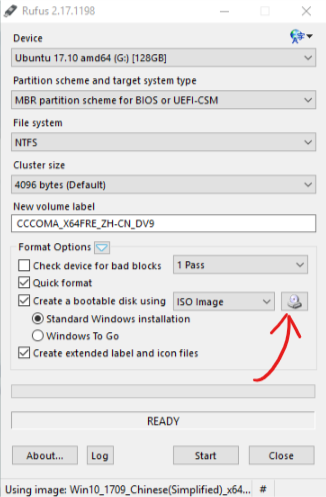 Rufus 2.17.1198
Device
Ubuntu 17.10 amd64 (G:) [128GB]
Partition scheme and target system type
MBR partition scheme for BIOS or UEFI-CSM
File system
NTFS
Cluster size
4096 bytes (Default)
New volume label
CCCOMA_X64FRE_ZH-CN_DV9
Format Options
Check device for bad blocks 1 Pass
Quick format
Create a bootable disk using ISO Image
Standard Windows installation
Windows To Go
Create extended label and icon files
READY
About... Log Start Close
Using image: Win10_1709_Chinese(Simplified)_x64... #